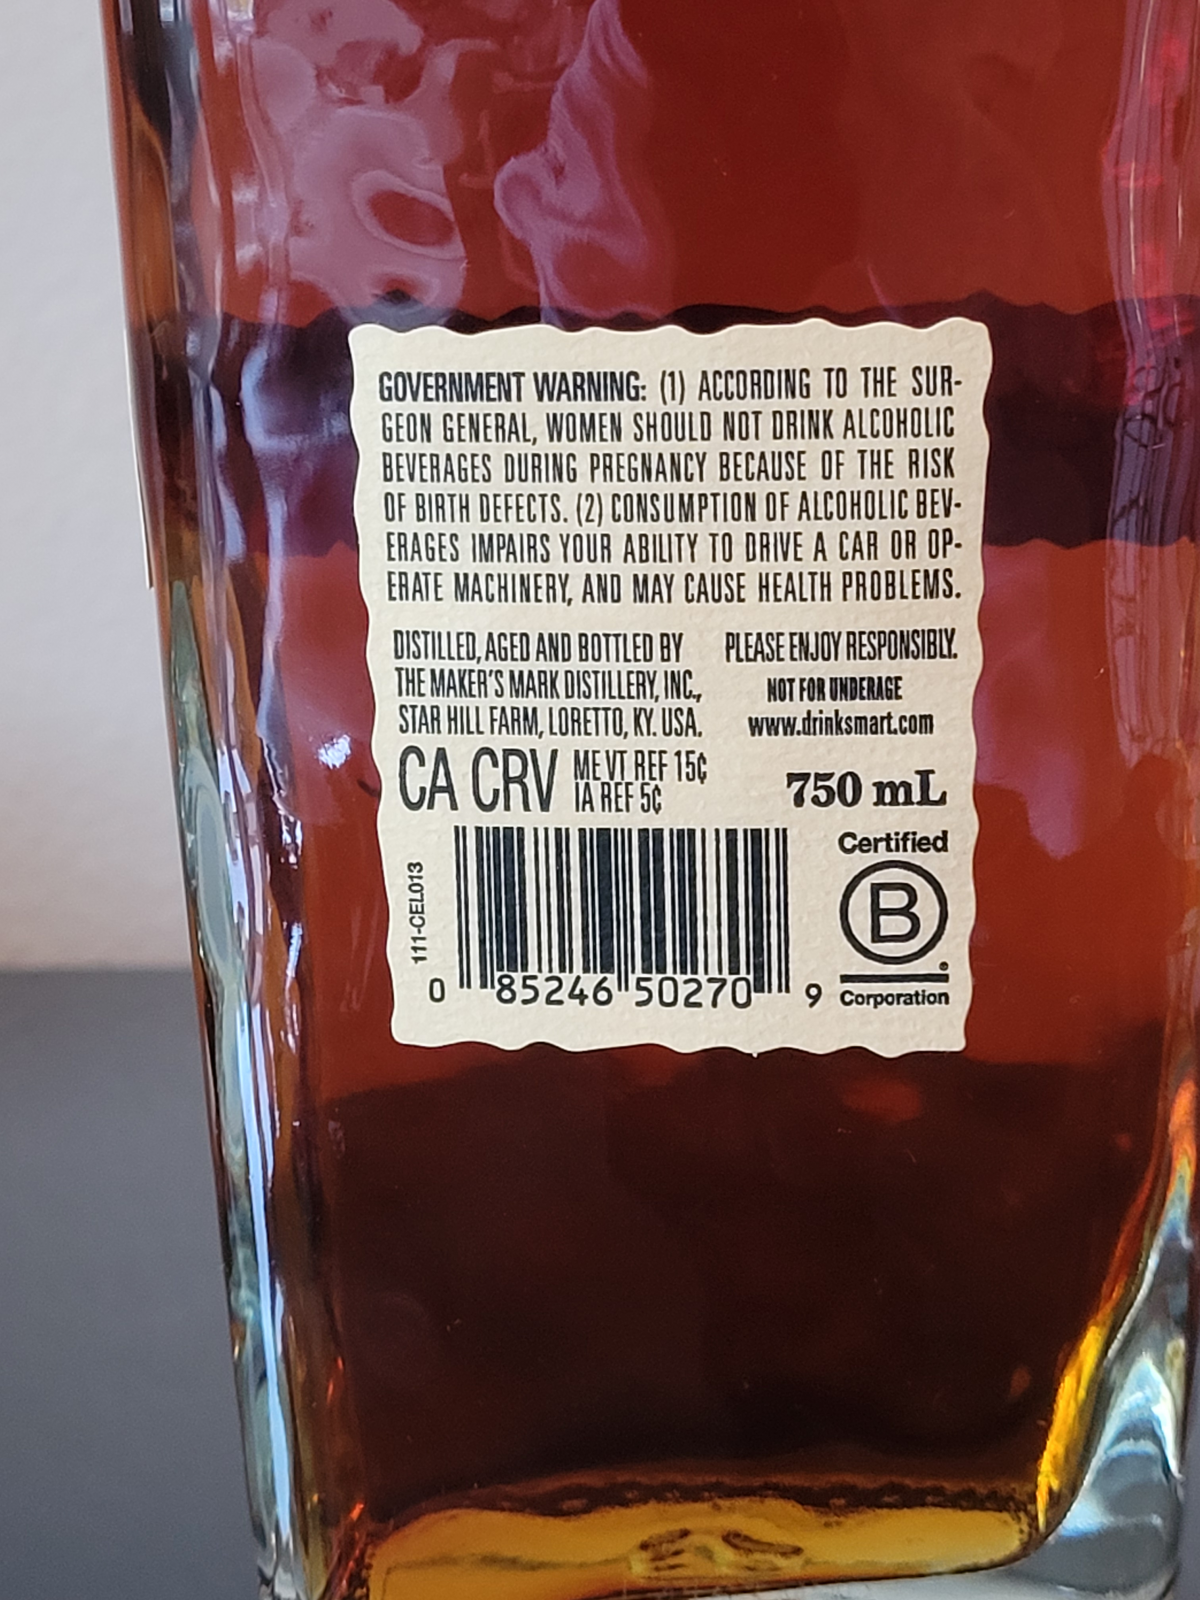 GOVERNMENT WARNING: (1) ACCORDING TO THE SUR-
GEON GENERAL, WOMEN SHOULD NOT DRINK ALCOHOLIC
BEVERAGES DURING PREGNANCY BECAUSE OF THE RISK
OF BIRTH DEFECTS. (2) CONSUMPTION OF ALCOHOLIC BEV-
ERAGES IMPAIRS YOUR ABILITY TO DRIVE A CAR OR OP-
ERATE MACHINERY, AND MAY CAUSE HEALTH PROBLEMS.
DISTILLED, AGED AND BOTTLED BY
THE MAKER'S MARK DISTILLERY, INC.,
STAR HILL FARM, LORETTO, KY. USA.
PLEASE ENJOY RESPONSIBLY.
NOT FOR UNDERAGE
www.drinksmart.com
CA CRV
ME VT REF 15¢
IA REF 5¢
750 mL
111-CEL013
0 85246 50270 9
Certified
B
Corporation